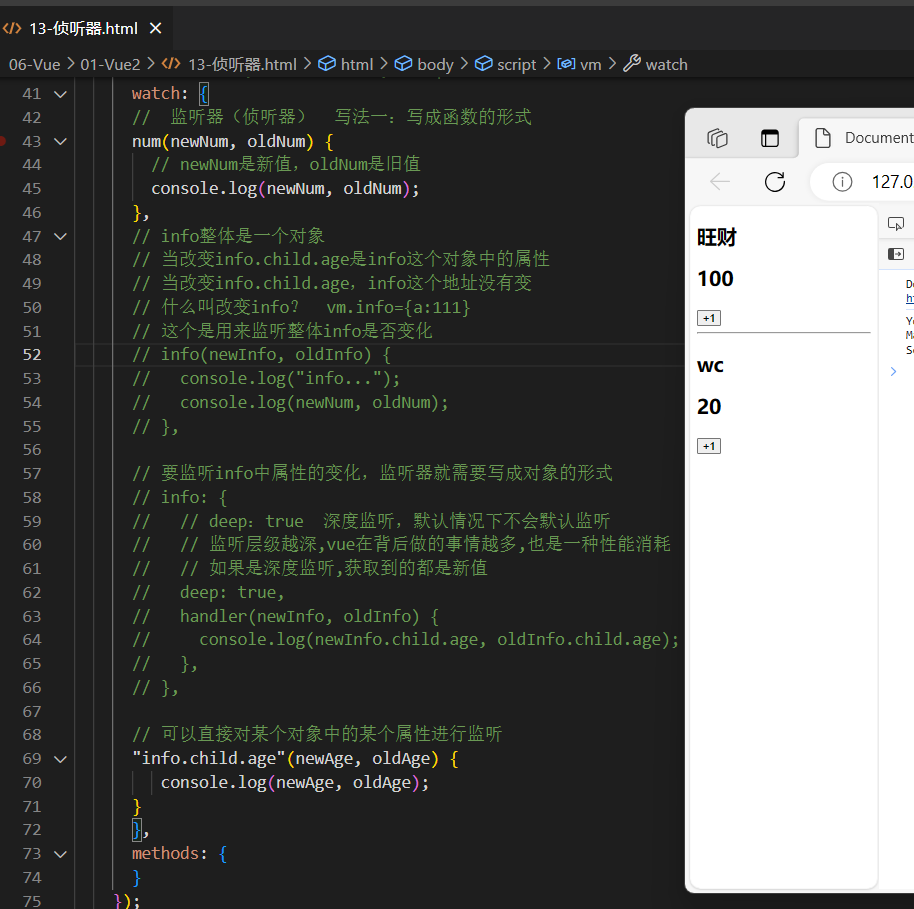 13-侦听器.html
06-Vue > 01-Vue2 > 13-侦听器.html > html > body > script > vm > watch
41 watch: {
42 // 监听器（侦听器） 写法一：写成函数的形式
43 num(newNum, oldNum) {
44 // newNum是新值，oldNum是旧值
45 console.log(newNum, oldNum);
46 },
47 // info整体是一个对象
48 // 当改变info.child.age是info这个对象中的属性
49 // 当改变info.child.age，info这个地址没有变
50 // 什么叫改变info？ vm.info={a:111}
51 // 这个是用来监听整体info是否变化
52 // info(newInfo, oldInfo) {
53 // console.log("info...");
54 // console.log(newNum, oldNum);
55 // },
56
57 // 要监听info中属性的变化，监听器就需要写成对象的形式
58 // info: {
59 // // deep：true 深度监听，默认情况下不会默认监听
60 // // 监听层级越深,vue在背后做的事情越多,也是一种性能消耗
61 // // 如果是深度监听,获取到的都是新值
62 // deep: true,
63 // handler(newInfo, oldInfo) {
64 // console.log(newInfo.child.age, oldInfo.child.age);
65 // },
66 // },
67
68 // 可以直接对某个对象中的某个属性进行监听
69 "info.child.age"(newAge, oldAge) {
70 console.log(newAge, oldAge);
71 }
72 },
73 methods: {
74 }
75 });
Document
127.0
旺财
100
+1
wc
20
+1